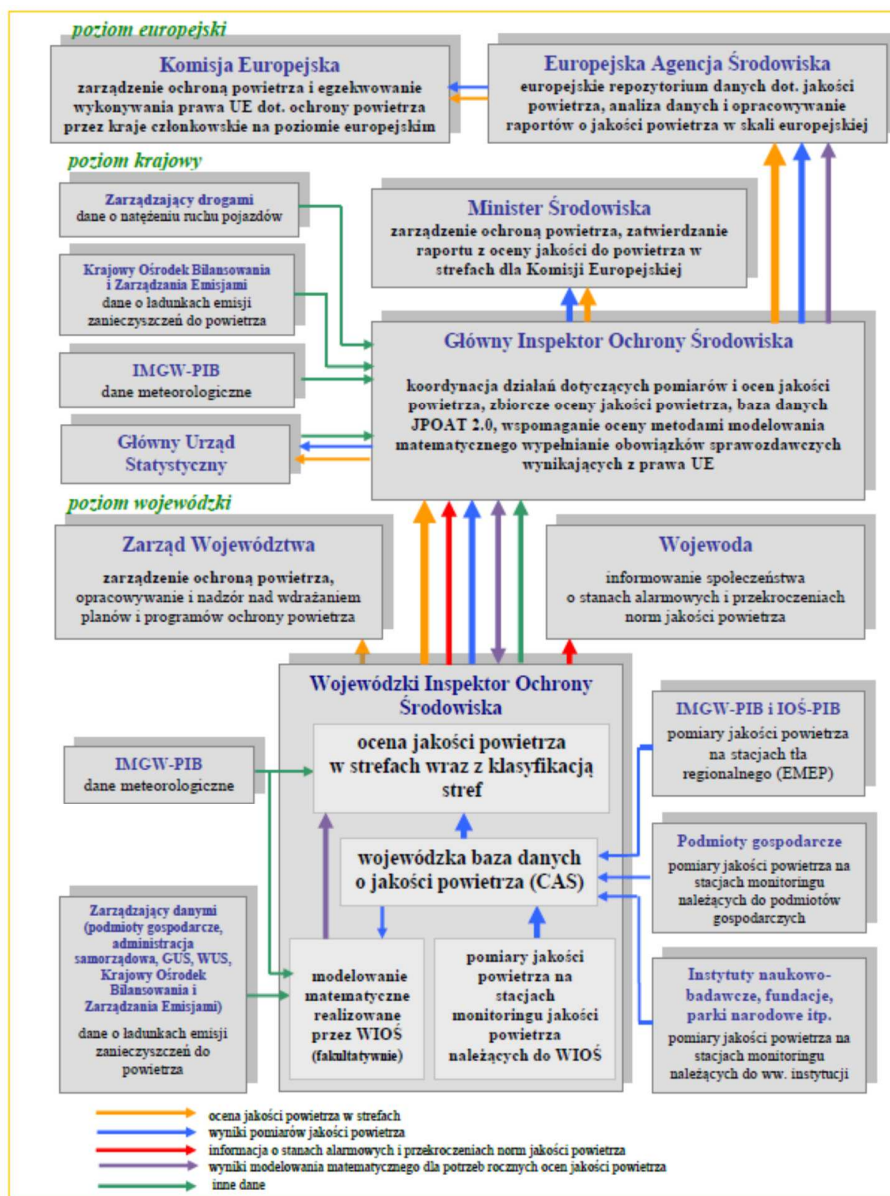 poziom europejski
Komisja Europejska
zarządzenie ochroną powietrza i egzekwowanie
wykonywania prawa UE dot. ochrony powietrza
przez kraje członkowskie na poziomie europejskim
Europejska Agencja Środowiska
europejskie repozytorium danych dot. jakości
powietrza, analiza danych i opracowywanie
raportów o jakości powietrza w skali europejskiej
poziom krajowy
Zarządzający drogami
dane o natężeniu ruchu pojazdów
Minister Środowiska
zarządzenie ochroną powietrza, zatwierdzanie
raportu z oceny jakości do powietrza w
strefach dla Komisji Europejskiej
Krajowy Ośrodek Bilansowania
i Zarządzania Emisjami
dane o ładunkach emisji
zanieczyszczeń do powietrza
IMGW-PIB
dane meteorologiczne
Główny Urząd
Statystyczny
Główny Inspektor Ochrony Środowiska
koordynacja działań dotyczących pomiarów i ocen jakości
powietrza, zbiorcze oceny jakości powietrza, baza danych
JPOAT 2.0, wspomaganie oceny metodami modelowania
matematycznego wypełnianie obowiązków sprawozdawczych
wynikających z prawa UE
poziom wojewódzki
Zarząd Województwa
zarządzenie ochroną powietrza,
opracowywanie i nadzór nad wdrażaniem
planów i programów ochrony powietrza
Wojewoda
informowanie społeczeństwa
o stanach alarmowych i przekroczeniach
norm jakości powietrza
Wojewódzki Inspektor Ochrony
Środowiska
ocena jakości powietrza
w strefach wraz z klasyfikacją
stref
wojewódzka baza danych
o jakości powietrza (CAS)
modelowanie
matematyczne
realizowane
przez WIOŚ
(fakultatywnie)
pomiary jakości
powietrza na
stacjach
monitoringu jakości
powietrza
należących do WIOŚ
IMGW-PIB
dane meteorologiczne
Zarządzający danymi
(podmioty gospodarcze,
administracja
samorządowa, GUS, WUS,
Krajowy Ośrodek
Bilansowania i
Zarządzania Emisjami)
dane o ładunkach emisji
zanieczyszczeń do
powietrza
IMGW-PIB i IOŚ-PIB
pomiary jakości powietrza
na stacjach tła
regionalnego (EMEP)
Podmioty gospodarcze
pomiary jakości powietrza na
stacjach monitoringu
należących do podmiotów
gospodarczych
Instytuty naukowo-
badawcze, fundacje,
parki narodowe itp.
pomiary jakości powietrza na
stacjach monitoringu
należących do ww. instytucji
ocena jakości powietrza w strefach
wyniki pomiarów jakości powietrza
informacja o stanach alarmowych i przekroczeniach norm jakości powietrza
wyniki modelowania matematycznego dla potrzeb rocznych ocen jakości powietrza
inne dane